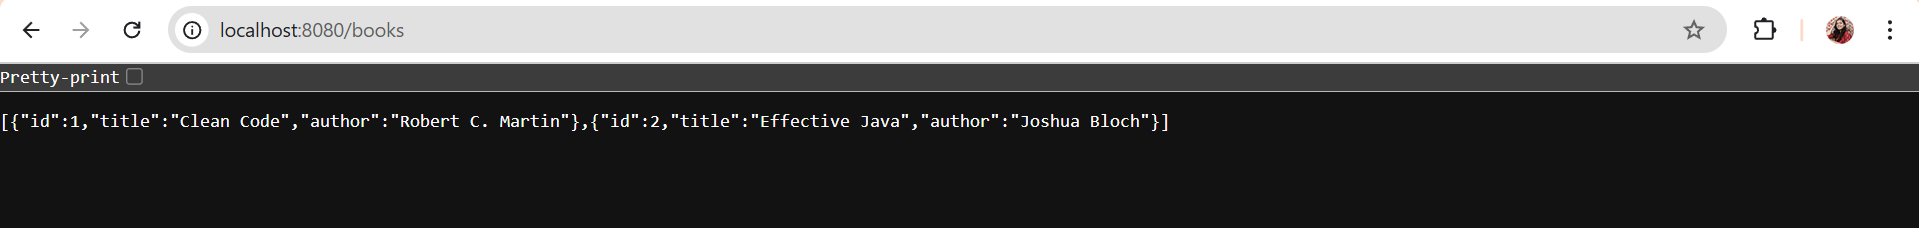 localhost:8080/books
Pretty-print
[{"id":1,"title":"Clean Code","author":"Robert C. Martin"},{"id":2,"title":"Effective Java","author":"Joshua Bloch"}]